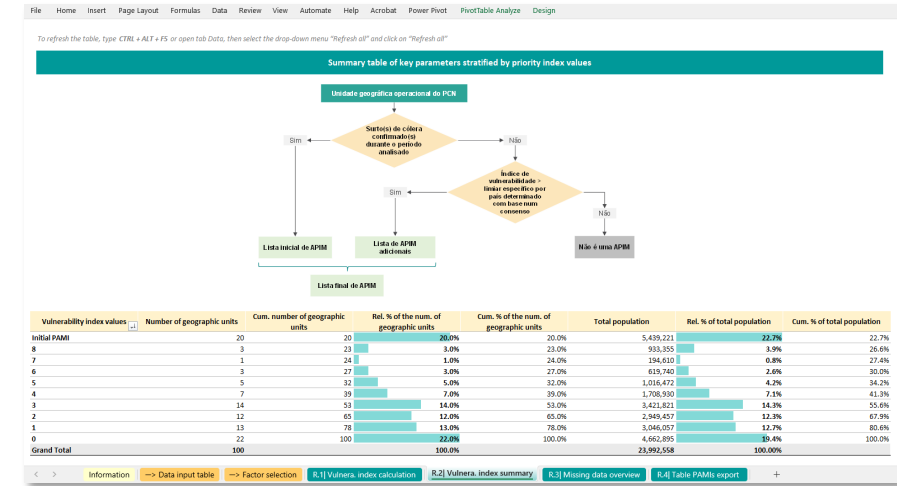 File Home Insert Page Layout Formulas Data Review View Automate Help Acrobat Power Pivot PivotTable Analyze Design
To refresh the table, type CTRL + ALT + F5 or open tab Data, then select the drop-down menu "Refresh all" and click on "Refresh all"
Summary table of key parameters stratified by priority index values
Unidade geográfica operacional do PCN
Surto(s) de cólera
confirmado(s)
durante o período
analisado
Sim
Não
Índice de
vulnerabilidade >
limiar específico por
país determinado
com base num
consenso
Sim
Não
Lista inicial de APIM
Lista de APIM
adicionais
Não é uma APIM
Lista final de APIM
Vulnerability index values Number of geographic units Cum. number of geographic units Rel. % of the num. of geographic units Cum. % of the num. of geographic units Total population Rel. % of total population Cum. % of total population
Initial PAMI 20 20 20.0% 20.0% 5,439,221 22.7% 22.7%
8 3 23 3.0% 23.0% 933,355 3.9% 26.6%
7 1 24 1.0% 24.0% 194,610 0.8% 27.4%
6 3 27 3.0% 27.0% 619,740 2.6% 30.0%
5 5 32 5.0% 32.0% 1,016,472 4.2% 34.2%
4 7 39 7.0% 39.0% 1,708,930 7.1% 41.3%
3 14 53 14.0% 53.0% 3,421,821 14.3% 55.6%
2 12 65 12.0% 65.0% 2,949,457 12.3% 67.9%
1 13 78 13.0% 78.0% 3,046,057 12.7% 80.6%
0 22 100 22.0% 100.0% 4,662,895 19.4% 100.0%
Grand Total 100 100.0% 23,992,558 100.00%
Information —> Data input table —> Factor selection R.1| Vulnera. index calculation R.2| Vulnera. index summary R.3| Missing data overview R.4| Table PAMIs export